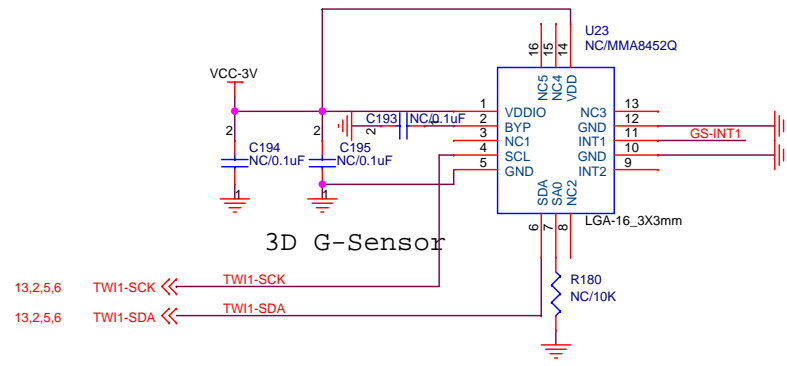 U23
NC/MMA8452Q
16
15
14
NC5
NC4
VDD
VCC-3V
1
VDDIO
NC3
13
C193
NC/0.1uF
2
1
2
BYP
GND
12
2
2
3
NC1
INT1
11
GS-INT1
C194
NC/0.1uF
C195
NC/0.1uF
4
SCL
GND
10
5
GND
INT2
9
1
1
SDA
SA0
NC2
6
7
8
LGA-16_3X3mm
3D G-Sensor
13,2,5,6
TWI1-SCK
TWI1-SCK
R180
NC/10K
13,2,5,6
TWI1-SDA
TWI1-SDA